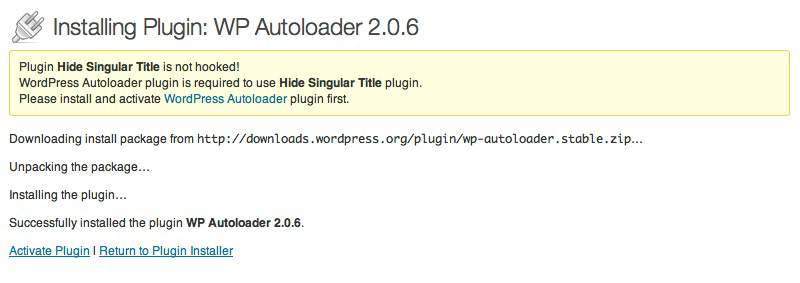 Installing Plugin: WP Autoloader 2.0.6
Plugin Hide Singular Title is not hooked!
WordPress Autoloader plugin is required to use Hide Singular Title plugin.
Please install and activate WordPress Autoloader plugin first.
Downloading install package from http://downloads.wordpress.org/plugin/wp-autoloader.stable.zip…
Unpacking the package…
Installing the plugin…
Successfully installed the plugin WP Autoloader 2.0.6.
Activate Plugin | Return to Plugin Installer